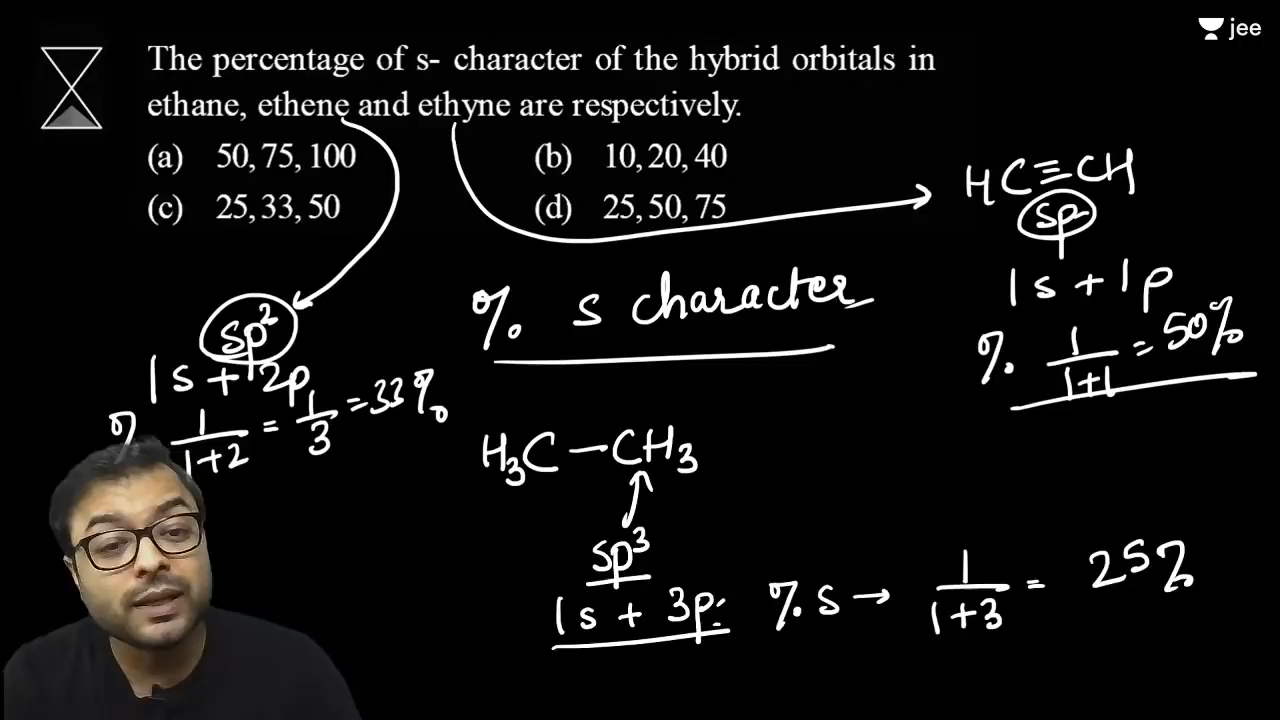 jee
The percentage of s- character of the hybrid orbitals in
ethane, ethene and ethyne are respectively.
(a) 50, 75, 100 (b) 10, 20, 40
(c) 25, 33, 50 (d) 25, 50, 75
HC≡CH
sp
1s + 1p
% 1/(1+1) = 50%
% s character
sp²
1s + 2p
% 1/(1+2) = 1/3 = 33%
H₃C – CH₃
sp³
1s + 3p: % s → 1/(1+3) = 25%